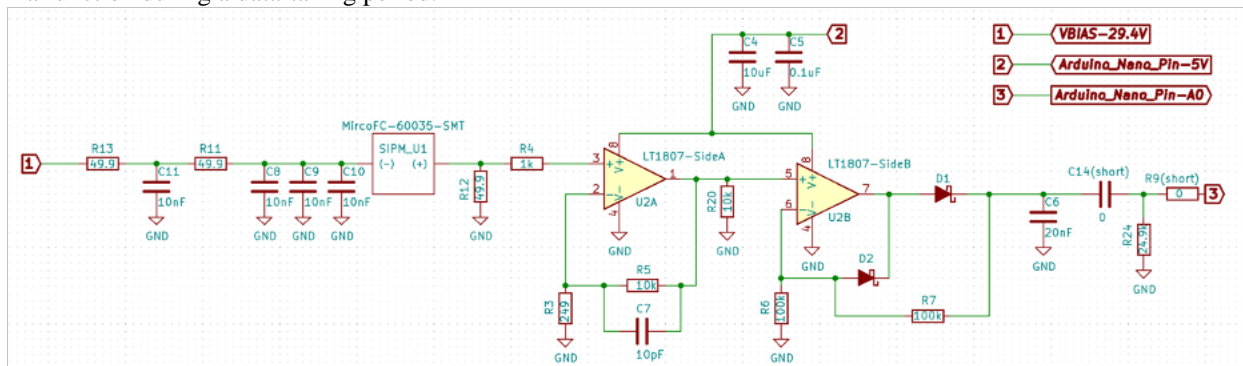 C4
10uF
GND
C5
0.1uF
GND
2
1
VBIAS-29.4V
2
Arduino_Nano_Pin-5V
3
Arduino_Nano_Pin-A0
1
R13
49.9
C11
10nF
GND
R11
49.9
C8
10nF
GND
C9
10nF
GND
C10
10nF
GND
MircoFC-60035-SMT
SIPM_U1
(-) (+)
R12
49.9
GND
R4
1k
LT1807-SideA
3
2
8
V+
V-
4
1
U2A
GND
R3
249
GND
R5
10k
C7
10pF
R20
10k
GND
LT1807-SideB
5
6
8
V+
V-
4
7
U2B
GND
R6
100k
GND
D1
D2
R7
100k
C6
20nF
GND
C14(short)
0
R9(short)
0
3
R24
24.9k
GND